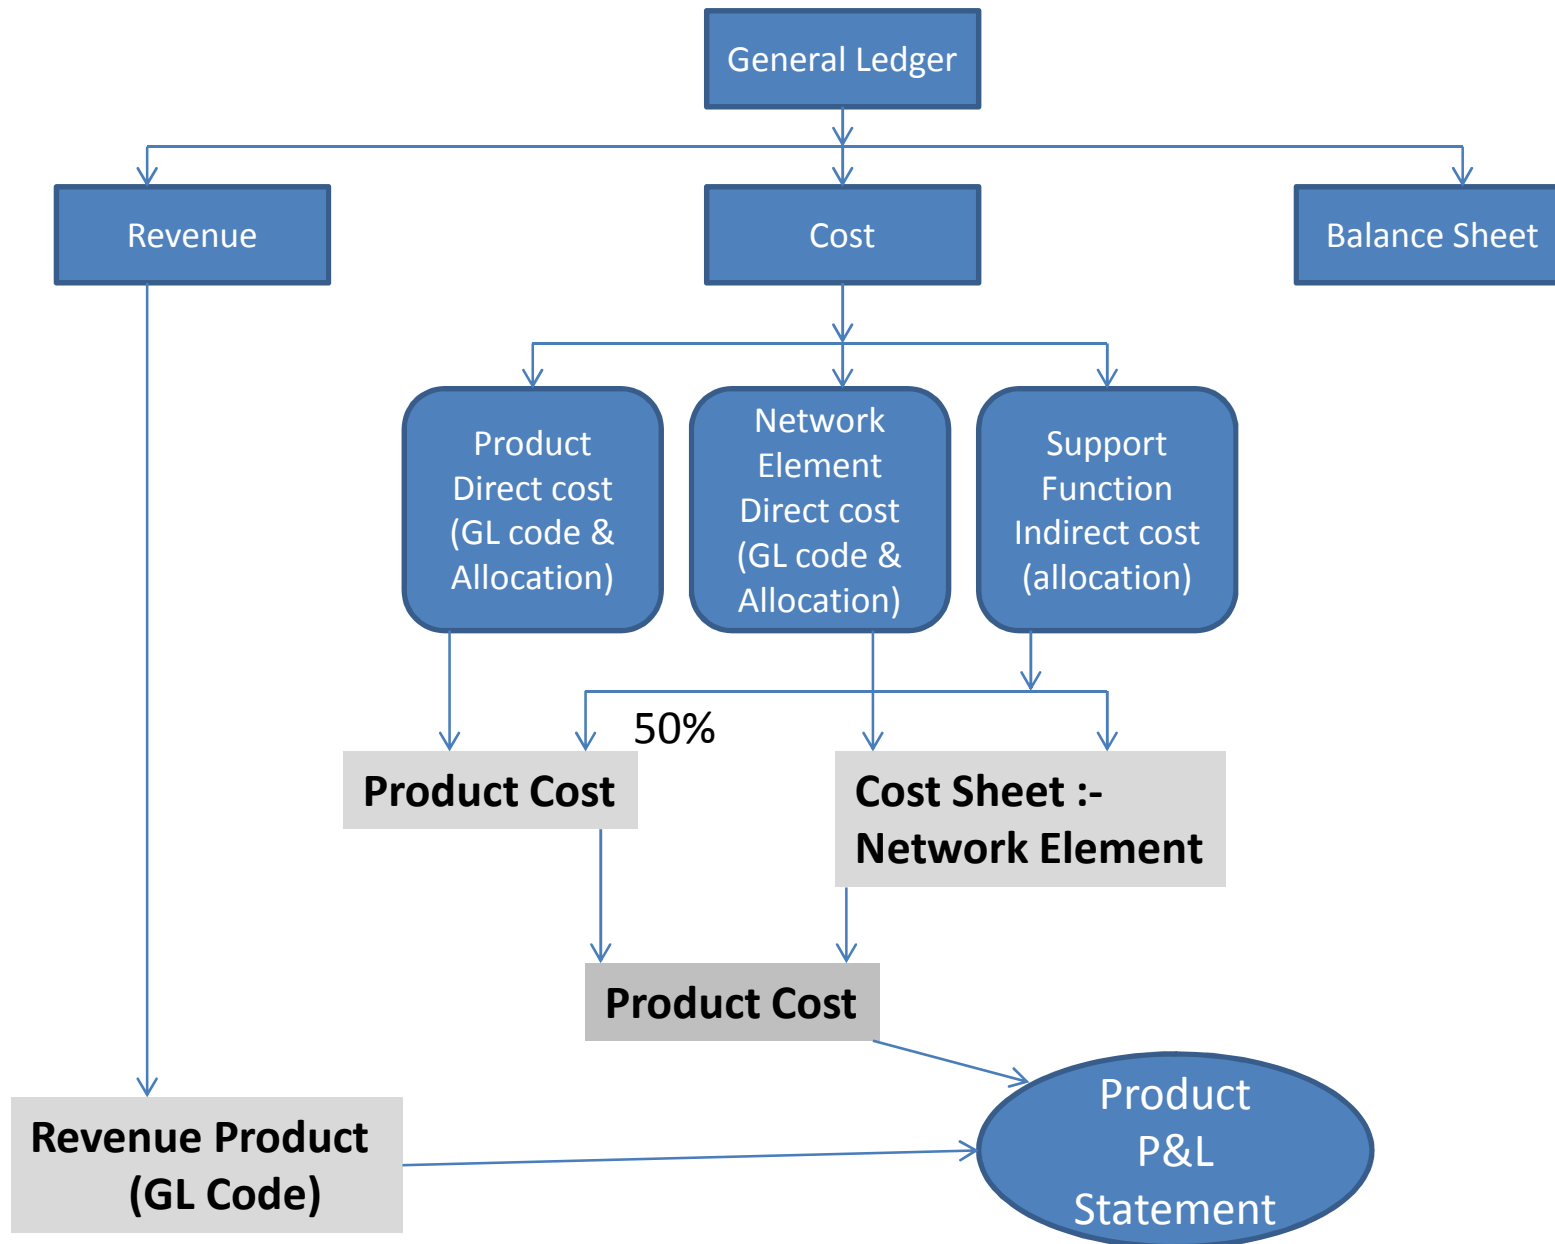 General Ledger
Revenue
Cost
Balance Sheet
Product
Direct cost
(GL code &
Allocation)
Network
Element
Direct cost
(GL code &
Allocation)
Support
Function
Indirect cost
(allocation)
50%
Product Cost
Cost Sheet :-
Network Element
Product Cost
Revenue Product
(GL Code)
Product
P&L
Statement